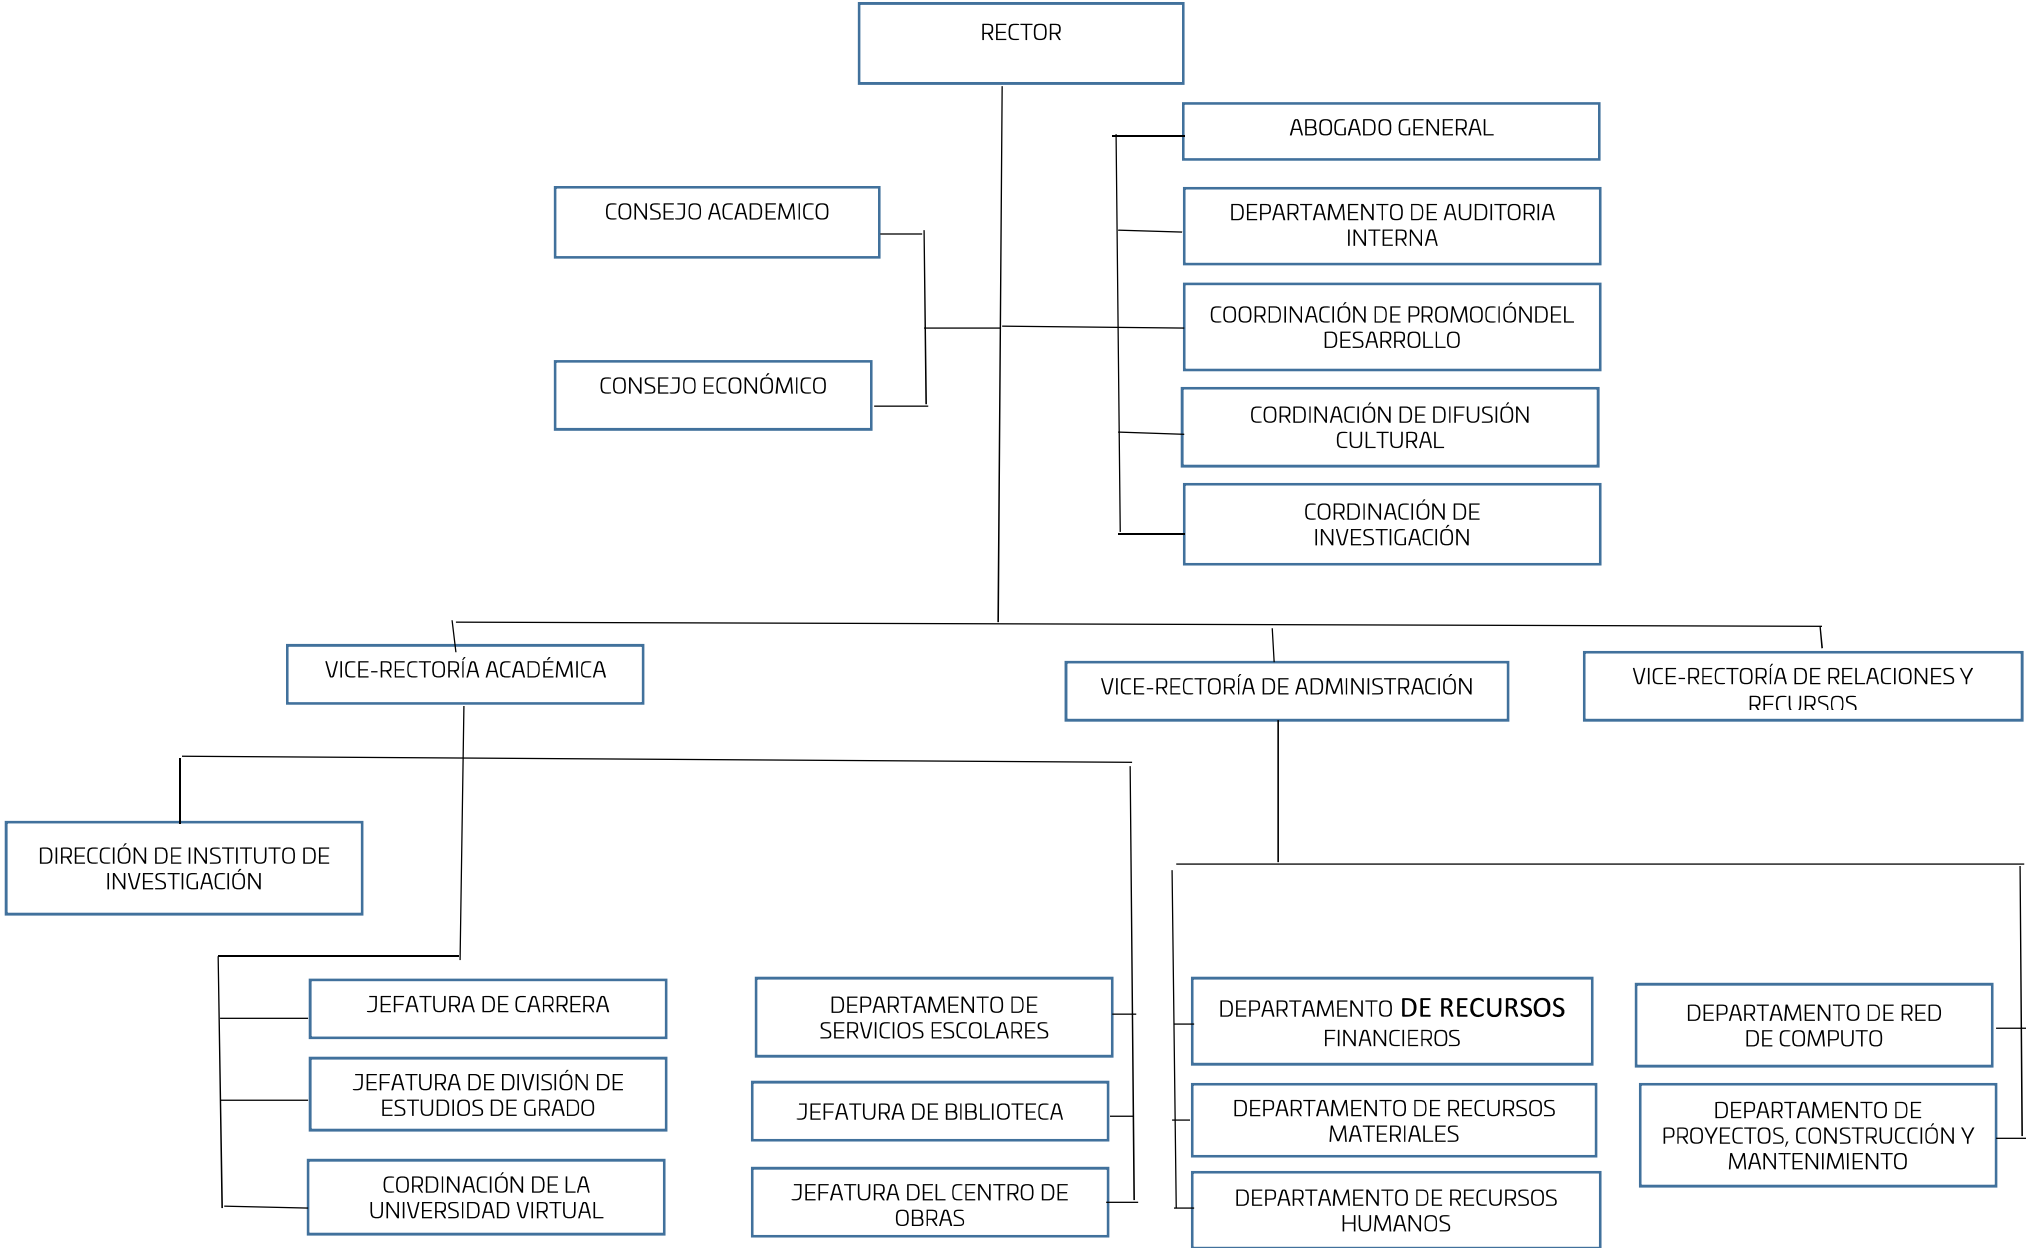 RECTOR
ABOGADO GENERAL
CONSEJO ACADEMICO
DEPARTAMENTO DE AUDITORIA
INTERNA
COORDINACIÓN DE PROMOCIÓNDEL
DESARROLLO
CONSEJO ECONÓMICO
CORDINACIÓN DE DIFUSIÓN
CULTURAL
CORDINACIÓN DE
INVESTIGACIÓN
VICE-RECTORÍA ACADÉMICA
VICE-RECTORÍA DE ADMINISTRACIÓN
VICE-RECTORÍA DE RELACIONES Y
RECURSOS
DIRECCIÓN DE INSTITUTO DE
INVESTIGACIÓN
JEFATURA DE CARRERA
JEFATURA DE DIVISIÓN DE
ESTUDIOS DE GRADO
CORDINACIÓN DE LA
UNIVERSIDAD VIRTUAL
DEPARTAMENTO DE
SERVICIOS ESCOLARES
JEFATURA DE BIBLIOTECA
JEFATURA DEL CENTRO DE
OBRAS
DEPARTAMENTO DE RECURSOS
FINANCIEROS
DEPARTAMENTO DE RECURSOS
MATERIALES
DEPARTAMENTO DE RECURSOS
HUMANOS
DEPARTAMENTO DE RED
DE COMPUTO
DEPARTAMENTO DE
PROYECTOS, CONSTRUCCIÓN Y
MANTENIMIENTO